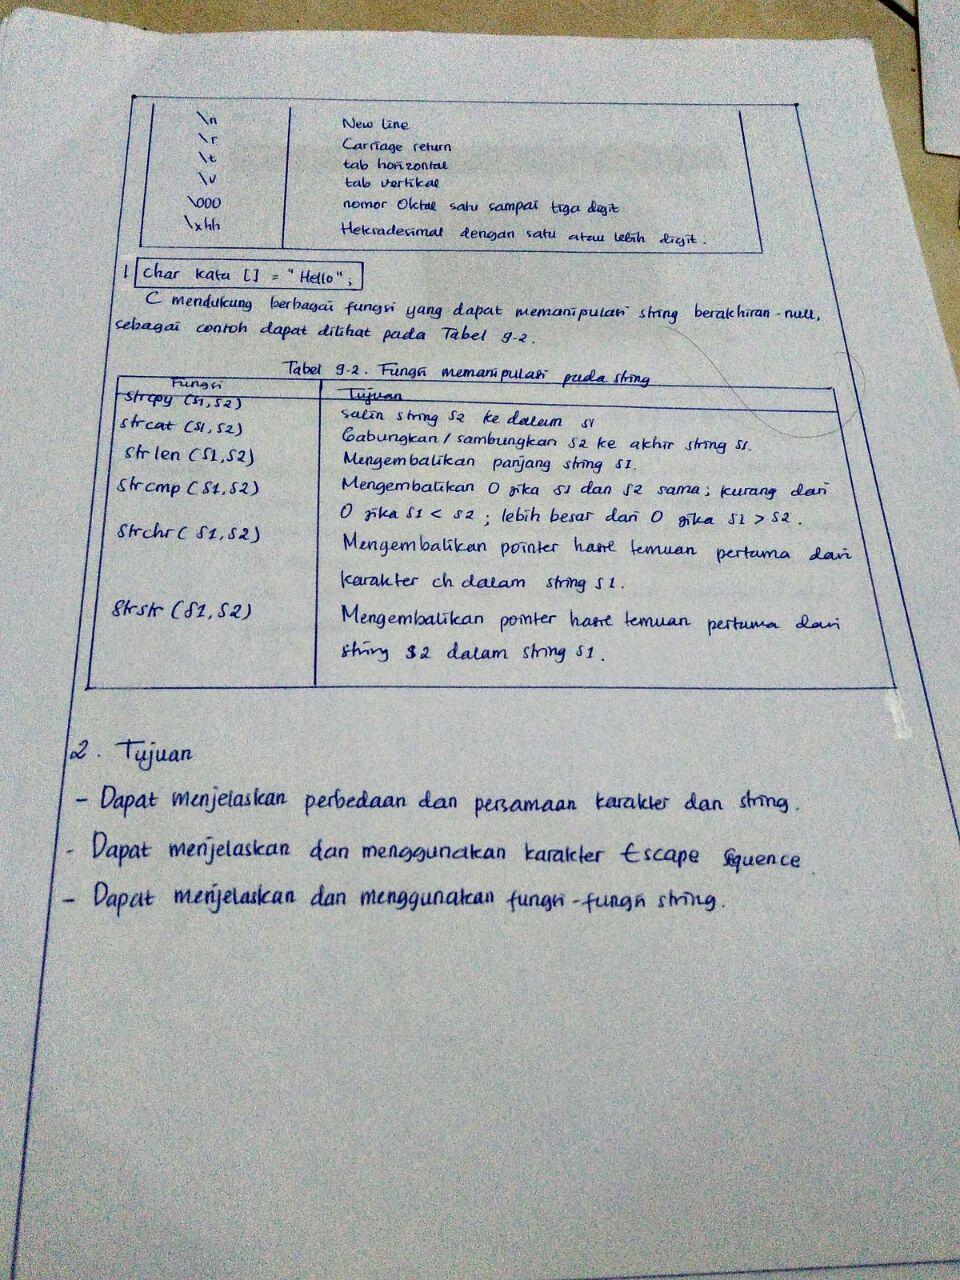 \n New line
\r Carriage return
\t tab horizontal
\v tab vertikal
\000 nomor Oktal satu sampai tiga digit
\xhh Heksadesimal dengan satu atau lebih digit.
1 char kata [] = "Hello";
C mendukung berbagai fungsi yang dapat memanipulasi string berakhiran-null,
sebagai contoh dapat dilihat pada Tabel 9-2.
Tabel 9-2. Fungsi memanipulasi pada string
Fungsi Tujuan
strcpy (S1, S2) Salin string S2 ke dalam S1
strcat (S1, S2) Gabungkan / sambungkan S2 ke akhir string S1.
strlen (S1, S2) Mengembalikan panjang string S1.
strcmp (S1, S2) Mengembalikan 0 jika S1 dan S2 sama; kurang dari
0 jika S1 < S2 ; lebih besar dari 0 jika S1 > S2.
Strchr ( S1, S2) Mengembalikan pointer hasil temuan pertama dari
karakter ch dalam string S1.
Strstr (S1, S2) Mengembalikan pointer hasil temuan pertama dari
string S2 dalam string S1.
2. Tujuan
- Dapat menjelaskan perbedaan dan persamaan karakter dan string.
- Dapat menjelaskan dan menggunakan karakter Escape Squence.
- Dapat menjelaskan dan menggunakan fungsi-fungsi string.